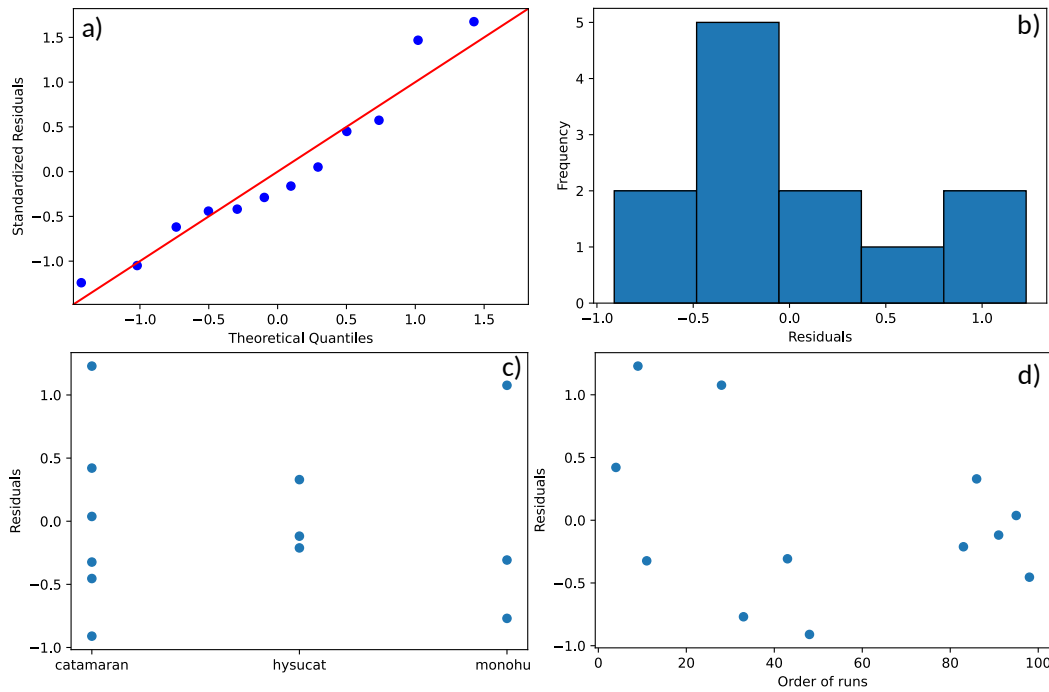 a)
1.5
1.0
0.5
0.0
−0.5
−1.0
Standardized Residuals
−1.0 −0.5 0.0 0.5 1.0 1.5
Theoretical Quantiles
b)
5
4
3
2
1
0
Frequency
−1.0 −0.5 0.0 0.5 1.0
Residuals
c)
1.0
0.5
0.0
−0.5
−1.0
Residuals
catamaran hysucat monohu
d)
1.0
0.5
0.0
−0.5
−1.0
Residuals
0 20 40 60 80 100
Order of runs